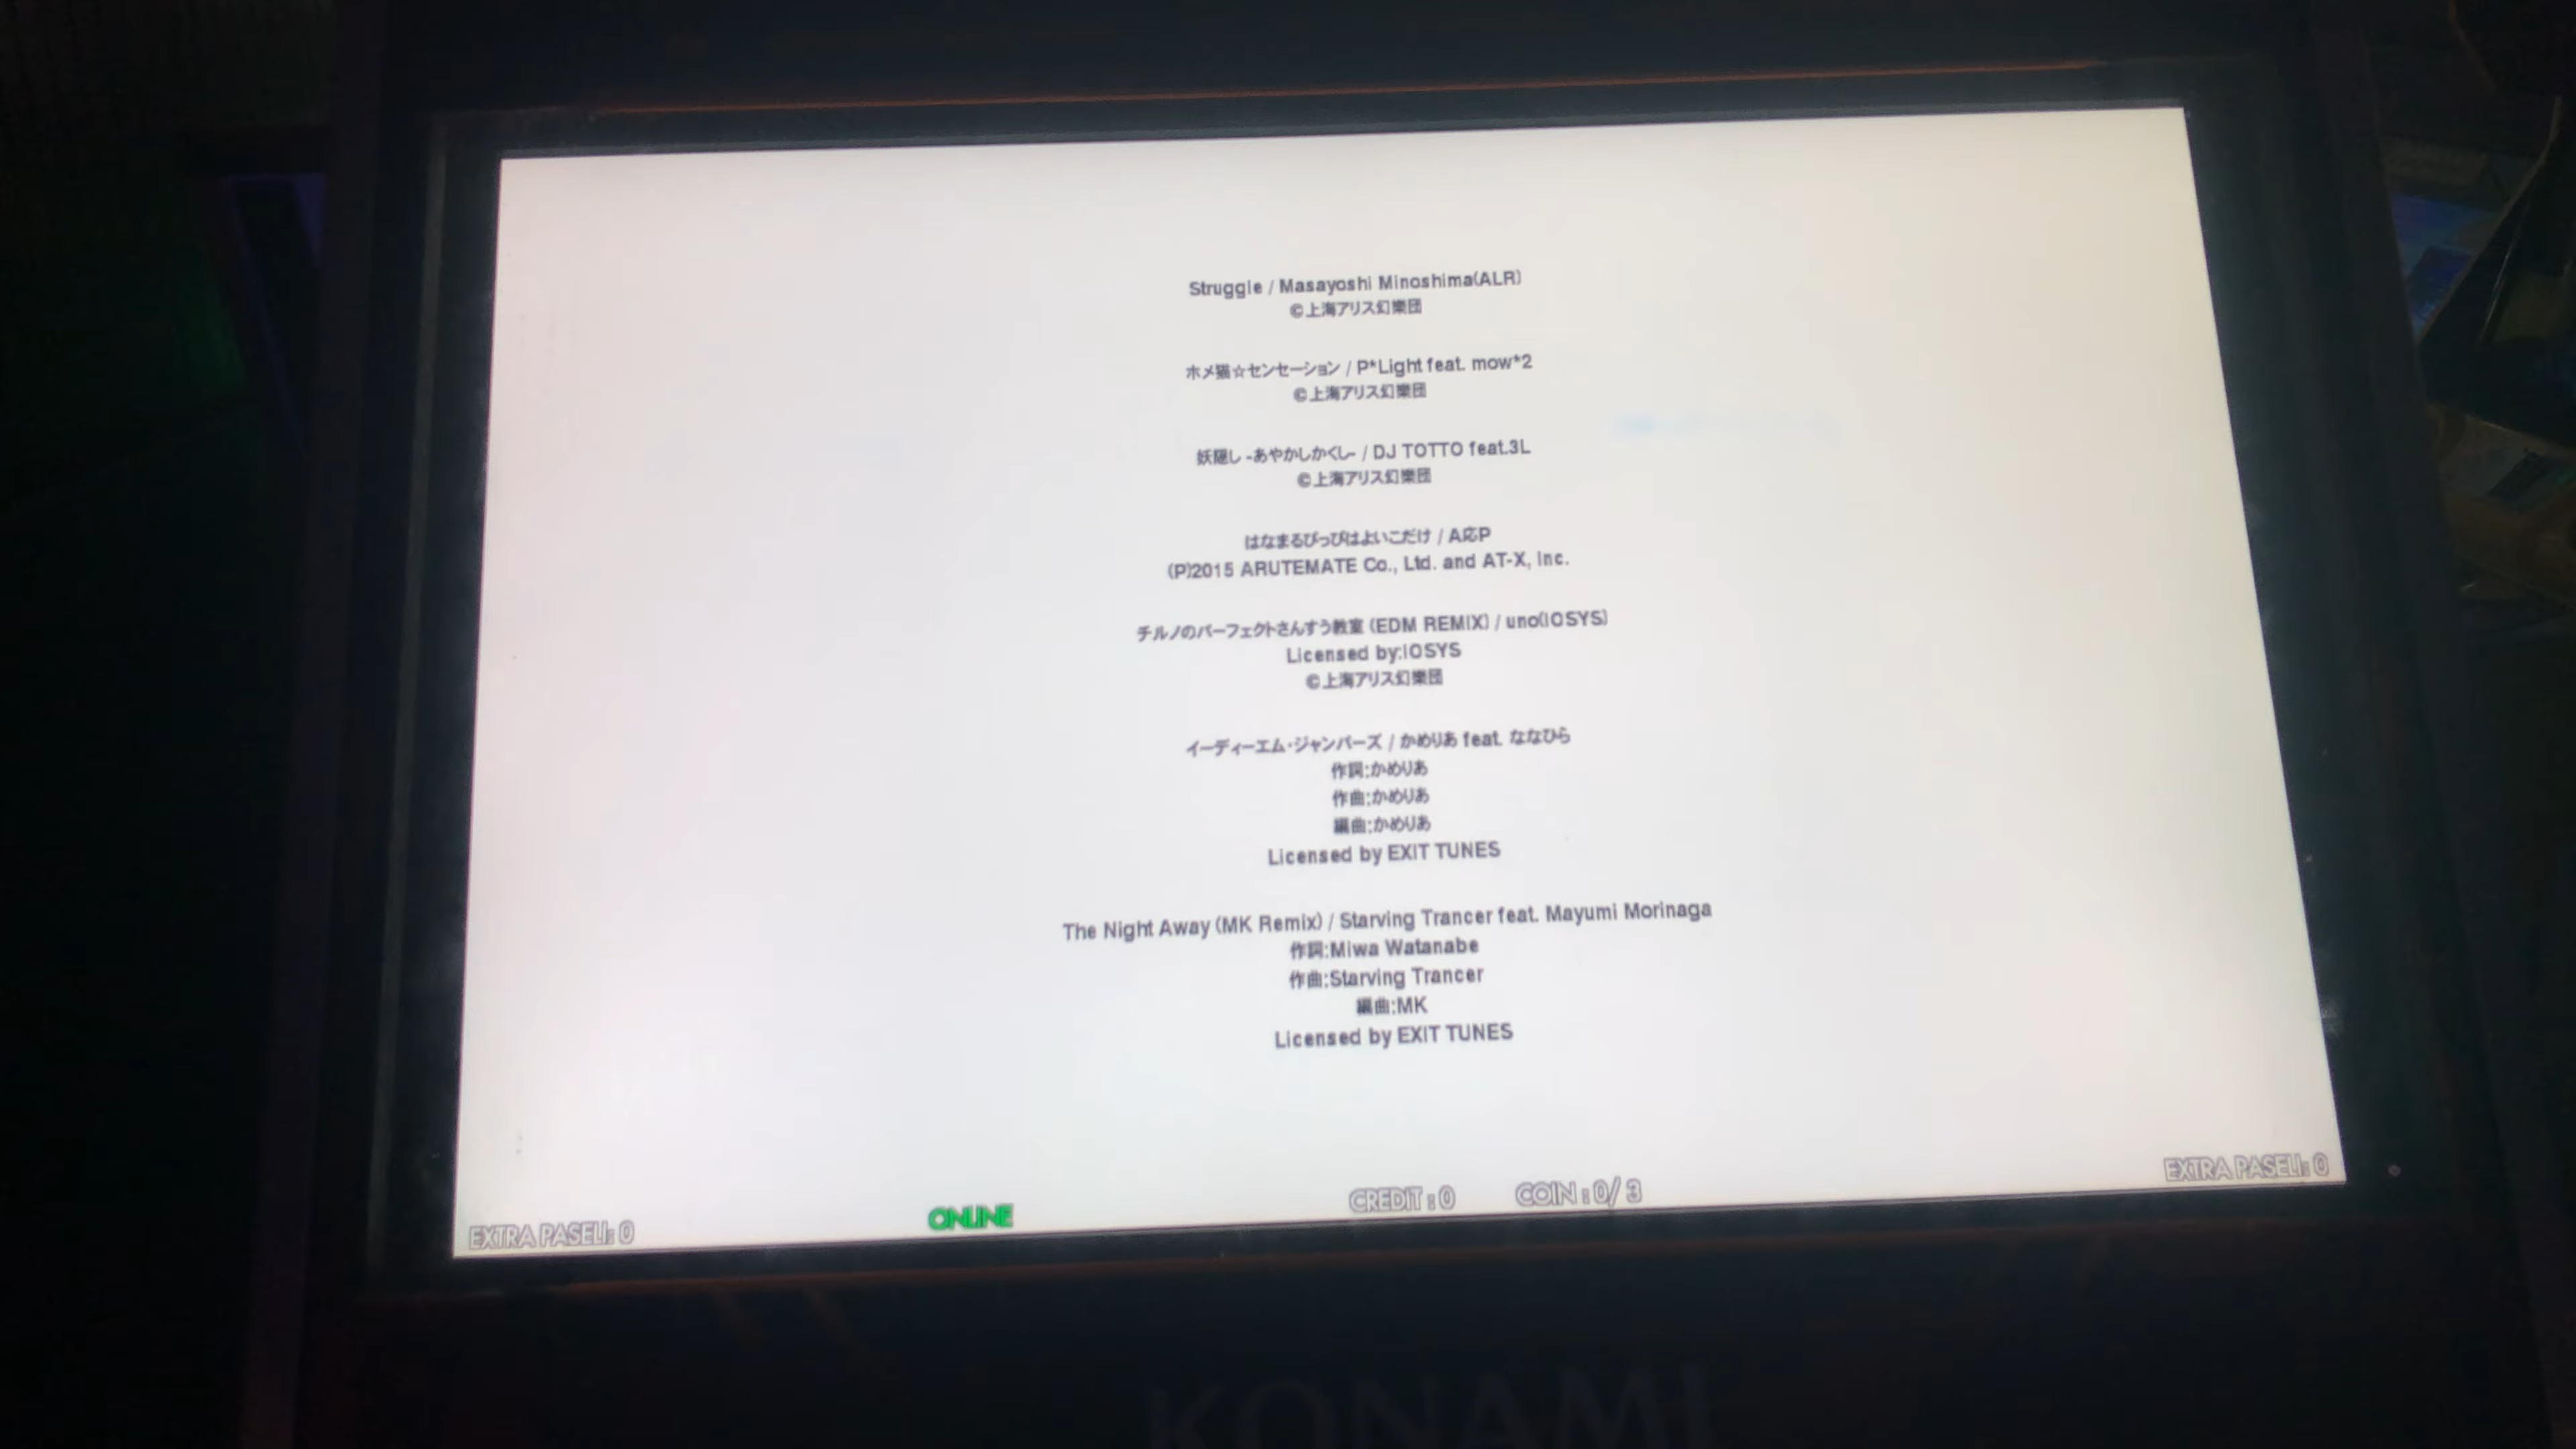 Struggle / Masayoshi Minoshima(ALR)
©上海アリス幻樂団
ホメ猫☆センセーション / P*Light feat. mow*2
©上海アリス幻樂団
妖隠し -あやかしかくし- / DJ TOTTO feat.3L
©上海アリス幻樂団
はなまるぴっぴはよいこだけ / A応P
(P)2015 ARUTEMATE Co., Ltd. and AT-X, Inc.
チルノのパーフェクトさんすう教室 (EDM REMIX) / uno(IOSYS)
Licensed by:IOSYS
©上海アリス幻樂団
イーディーエム・ジャンパーズ / かめりあ feat. ななひら
作詞:かめりあ
作曲:かめりあ
編曲:かめりあ
Licensed by EXIT TUNES
The Night Away (MK Remix) / Starving Trancer feat. Mayumi Morinaga
作詞:Miwa Watanabe
作曲:Starving Trancer
編曲:MK
Licensed by EXIT TUNES
EXTRA PASELI: 0
ONLINE
CREDIT : 0
COIN : 0/ 3
EXTRA PASELI: 0
KONAMI